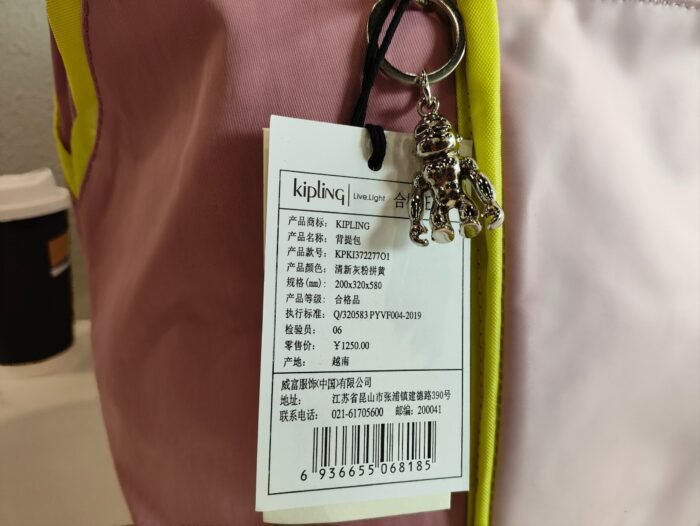 kipling Live.Light 合
产品商标: KIPLING
产品名称: 背提包
产品款号: KPKI37227701
产品颜色: 清新灰粉拼黄
规格(mm): 200x320x580
产品等级: 合格品
执行标准: Q/320583 PYVF004-2019
检验员: 06
零售价: ￥1250.00
产地: 越南
威富服饰(中国)有限公司
地址: 江苏省昆山市张浦镇建德路390号
联系电话: 021-61705600 邮编: 200041
6 936655 068185